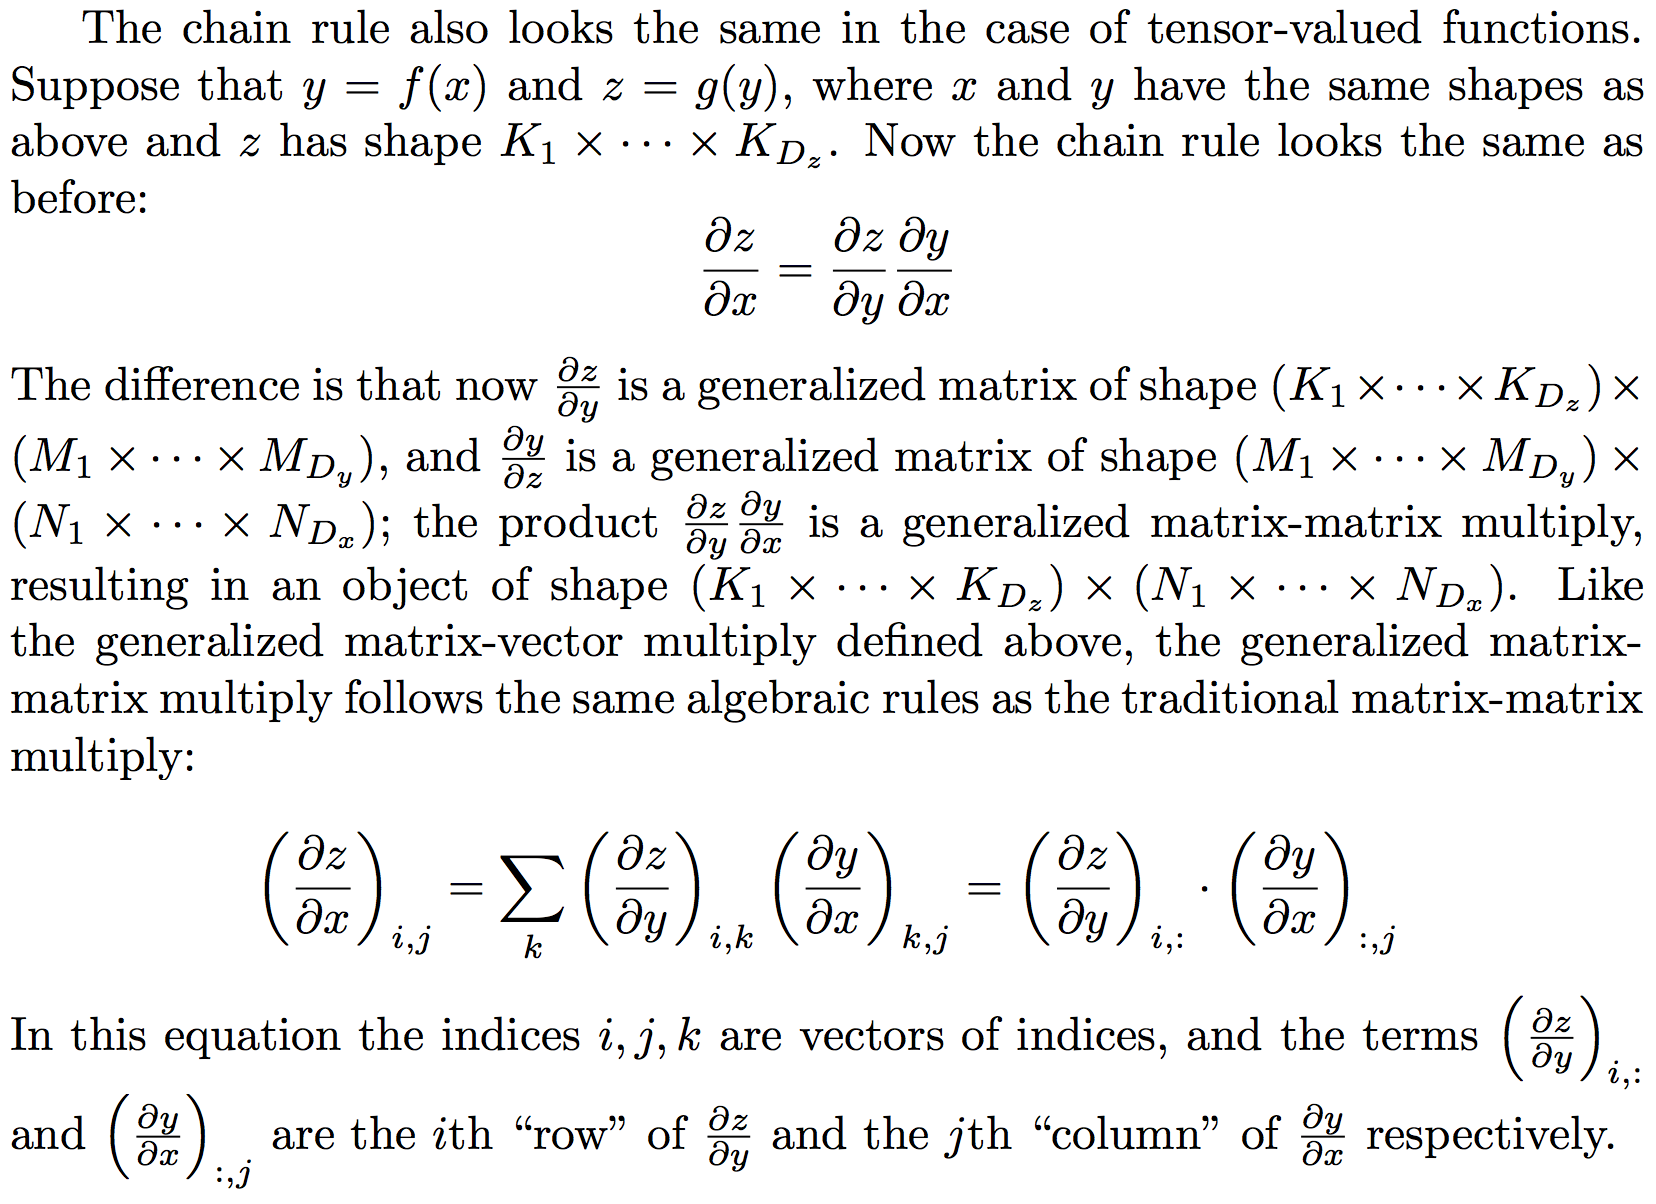 The chain rule also looks the same in the case of tensor-valued functions.
Suppose that $y = f(x)$ and $z = g(y)$, where $x$ and $y$ have the same shapes as
above and $z$ has shape $K_1 \times \cdots \times K_{D_z}$. Now the chain rule looks the same as
before:
$$\frac{\partial z}{\partial x} = \frac{\partial z}{\partial y} \frac{\partial y}{\partial x}$$
The difference is that now $\frac{\partial z}{\partial y}$ is a generalized matrix of shape $(K_1 \times \cdots \times K_{D_z}) \times$
$(M_1 \times \cdots \times M_{D_y})$, and $\frac{\partial y}{\partial z}$ is a generalized matrix of shape $(M_1 \times \cdots \times M_{D_y}) \times$
$(N_1 \times \cdots \times N_{D_x})$; the product $\frac{\partial z}{\partial y} \frac{\partial y}{\partial x}$ is a generalized matrix-matrix multiply,
resulting in an object of shape $(K_1 \times \cdots \times K_{D_z}) \times (N_1 \times \cdots \times N_{D_x})$. Like
the generalized matrix-vector multiply defined above, the generalized matrix-
matrix multiply follows the same algebraic rules as the traditional matrix-matrix
multiply:
$$\left(\frac{\partial z}{\partial x}\right)_{i,j} = \sum_k \left(\frac{\partial z}{\partial y}\right)_{i,k} \left(\frac{\partial y}{\partial x}\right)_{k,j} = \left(\frac{\partial z}{\partial y}\right)_{i,:} \cdot \left(\frac{\partial y}{\partial x}\right)_{:,j}$$
In this equation the indices $i, j, k$ are vectors of indices, and the terms $\left(\frac{\partial z}{\partial y}\right)_{i,:}$
and $\left(\frac{\partial y}{\partial x}\right)_{:,j}$ are the $i$th “row” of $\frac{\partial z}{\partial y}$ and the $j$th “column” of $\frac{\partial y}{\partial x}$ respectively.